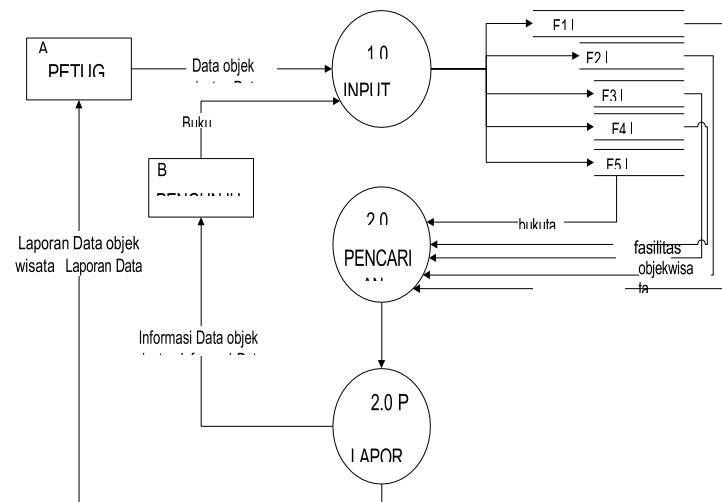 A
PETUG
Data objek
Buku
B
1.0
INPUT
F1 L
F2 L
F3 L
F4 L
F5 L
2.0
PENCARI
AN
bukuta
fasilitas
objekwisa
ta
Laporan Data objek
wisata Laporan Data
Informasi Data objek
2.0 P
LAPOR